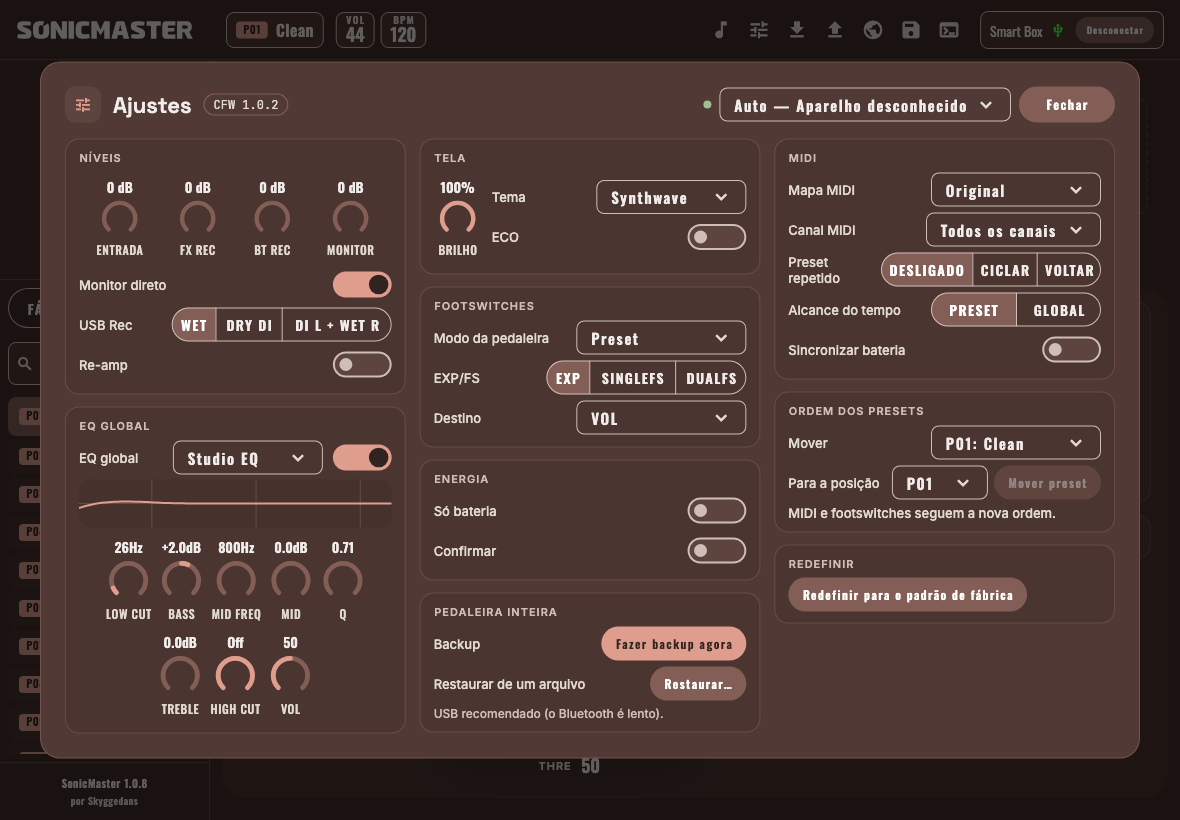 SONICMASTER
P01 Clean
VOL 44
BPM 120
Smart Box
Desconectar
Ajustes
CFW 1.0.2
Auto — Aparelho desconhecido
Fechar
NÍVEIS
0 dB 0 dB 0 dB 0 dB
ENTRADA FX REC BT REC MONITOR
Monitor direto
USB Rec WET DRY DI DI L + WET R
Re-amp
EQ GLOBAL
EQ global Studio EQ
26Hz +2.0dB 800Hz 0.0dB 0.71
LOW CUT BASS MID FREQ MID Q
0.0dB Off 50
TREBLE HIGH CUT VOL
TELA
100%
BRILHO
Tema Synthwave
ECO
FOOTSWITCHES
Modo da pedaleira Preset
EXP/FS EXP SINGLEFS DUALFS
Destino VOL
ENERGIA
Só bateria
Confirmar
PEDALEIRA INTEIRA
Backup Fazer backup agora
Restaurar de um arquivo Restaurar…
USB recomendado (o Bluetooth é lento).
MIDI
Mapa MIDI Original
Canal MIDI Todos os canais
Preset repetido DESLIGADO CICLAR VOLTAR
Alcance do tempo PRESET GLOBAL
Sincronizar bateria
ORDEM DOS PRESETS
Mover P01: Clean
Para a posição P01 Mover preset
MIDI e footswitches seguem a nova ordem.
REDEFINIR
Redefinir para o padrão de fábrica
THRE 50
SonicMaster 1.0.8
por Skyggedans